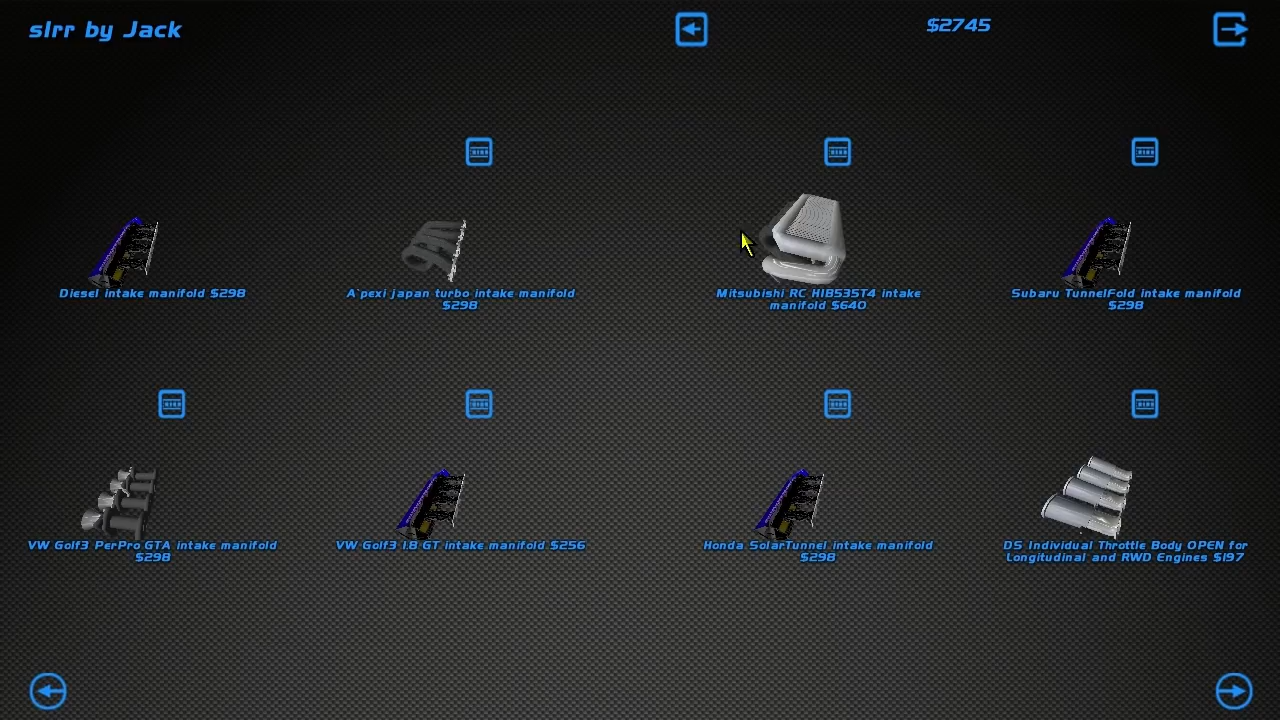 slrr by Jack
$2745
Diesel intake manifold $298
A`pexi japan turbo intake manifold
$298
Mitsubishi RC HIB535T4 intake
manifold $640
Subaru TunnelFold intake manifold
$298
VW Golf3 PerPro GTA intake manifold
$298
VW Golf3 1.8 GT intake manifold $256
Honda SolarTunnel intake manifold
$298
D5 Individual Throttle Body OPEN for
Longitudinal and RWD Engines $197